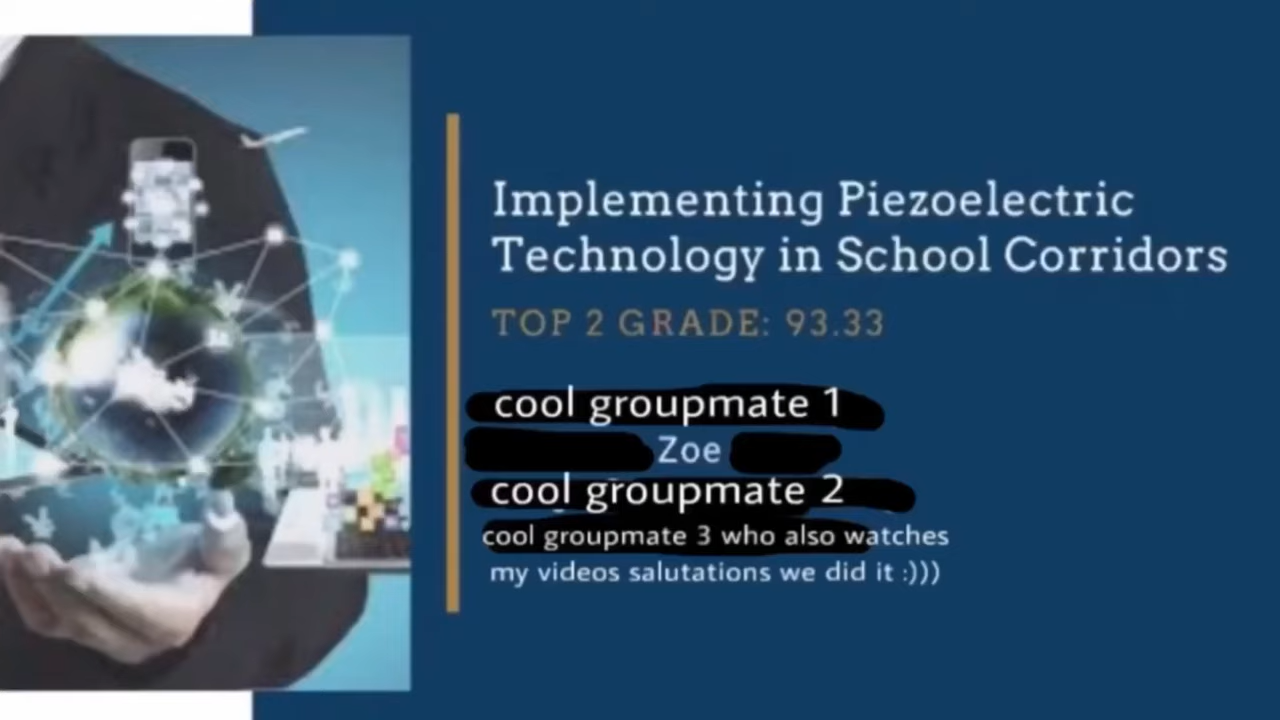 Implementing Piezoelectric
Technology in School Corridors
TOP 2 GRADE: 93.33
cool groupmate 1
Zoe
cool groupmate 2
cool groupmate 3 who also watches
my videos salutations we did it :)))